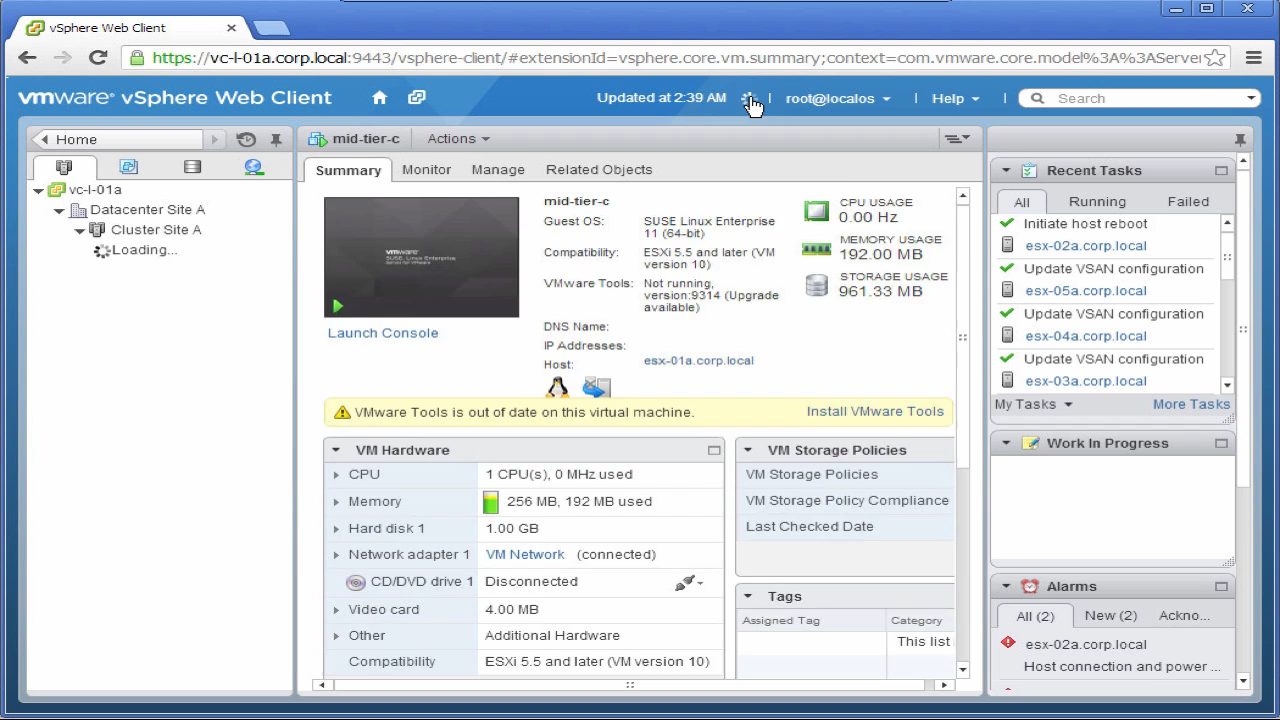 vSphere Web Client
https://vc-l-01a.corp.local:9443/vsphere-client/#extensionId=vsphere.core.vm.summary;context=com.vmware.core.model%3A%3AServer
vmware® vSphere Web Client
Updated at 2:39 AM
root@localos
Help
Search
Home
vc-l-01a
Datacenter Site A
Cluster Site A
Loading...
mid-tier-c
Actions
Summary
Monitor
Manage
Related Objects
vmware
SUSE Linux Enterprise
Launch Console
mid-tier-c
Guest OS: SUSE Linux Enterprise
11 (64-bit)
Compatibility: ESXi 5.5 and later (VM
version 10)
VMware Tools: Not running,
version:9314 (Upgrade
available)
DNS Name:
IP Addresses:
Host: esx-01a.corp.local
CPU USAGE
0.00 Hz
MEMORY USAGE
192.00 MB
STORAGE USAGE
961.33 MB
VMware Tools is out of date on this virtual machine. Install VMware Tools
VM Hardware
CPU 1 CPU(s), 0 MHz used
Memory 256 MB, 192 MB used
Hard disk 1 1.00 GB
Network adapter 1 VM Network (connected)
CD/DVD drive 1 Disconnected
Video card 4.00 MB
Other Additional Hardware
Compatibility ESXi 5.5 and later (VM version 10)
VM Storage Policies
VM Storage Policies
VM Storage Policy Compliance
Last Checked Date
Tags
Assigned Tag Category
This list
Recent Tasks
All Running Failed
Initiate host reboot
esx-02a.corp.local
Update VSAN configuration
esx-05a.corp.local
Update VSAN configuration
esx-04a.corp.local
Update VSAN configuration
esx-03a.corp.local
My Tasks More Tasks
Work In Progress
Alarms
All (2) New (2) Ackno...
esx-02a.corp.local
Host connection and power ...